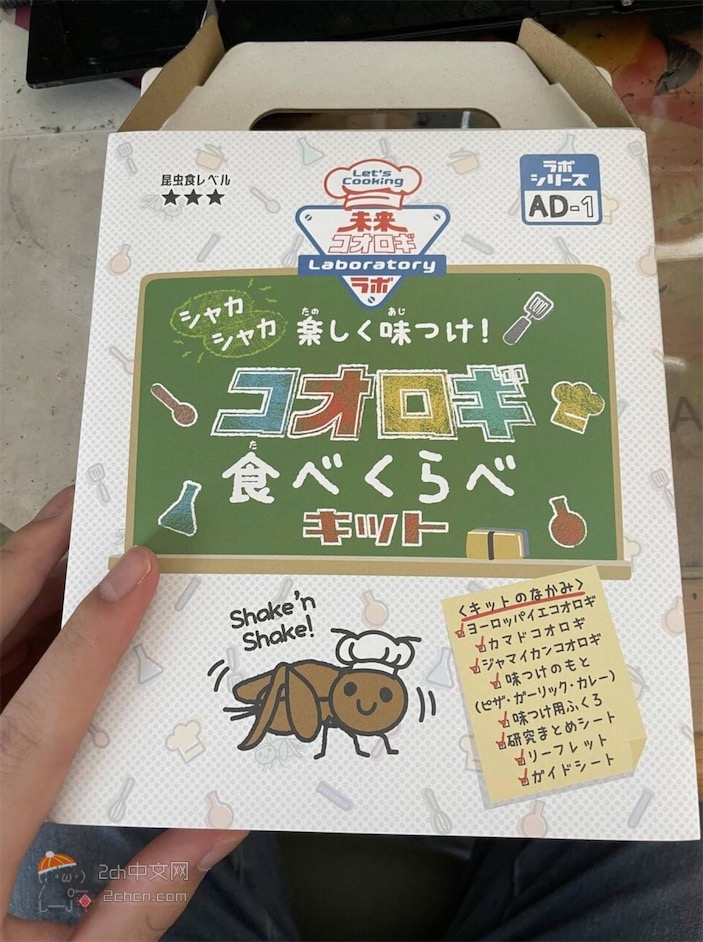 昆虫食レベル
★★★
Let's
Cooking
未来
コオロギ
Laboratory
ラボ
ラボ
シリーズ
AD-1
シャカ
シャカ
楽しく味つけ!
たの
あじ
コオロギ
食べくらべ
た
キット
Shake'n
Shake!
<キットのなかみ>
ヨーロッパイエコオロギ
カマドコオロギ
ジャマイカンコオロギ
味つけのもと
(ピザ・ガーリック・カレー)
味つけ用ふくろ
研究まとめシート
リーフレット
ガイドシート
2ch中文网
2chcn.com